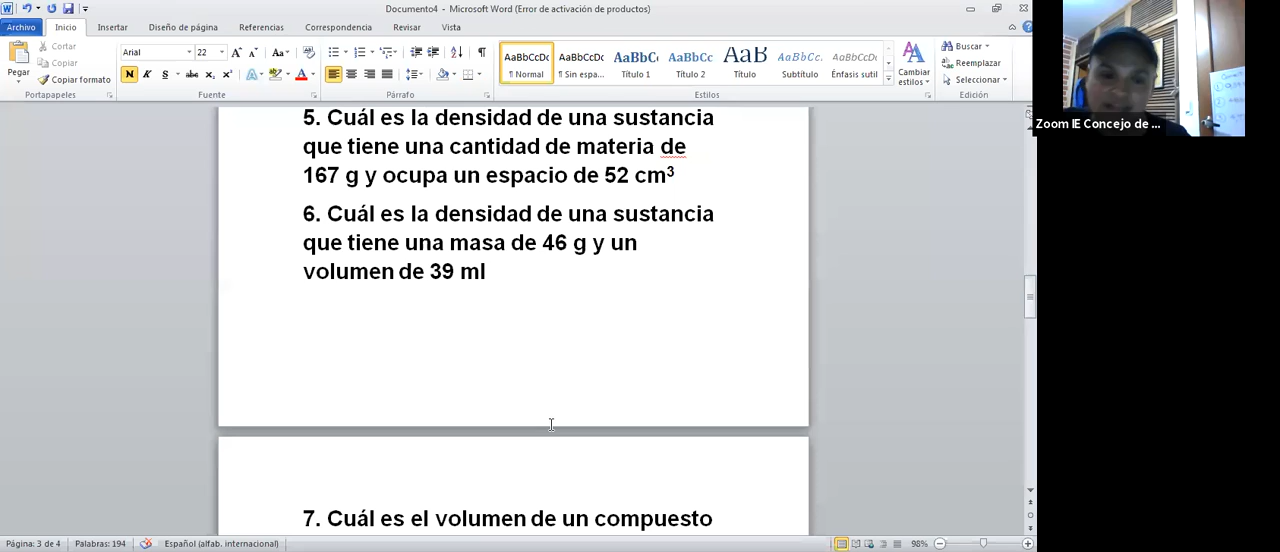 Documento4 - Microsoft Word (Error de activación de productos)
Archivo Inicio Insertar Diseño de página Referencias Correspondencia Revisar Vista
Pegar
Cortar
Copiar
Copiar formato
Portapapeles
Arial 22
N K S abc x₂ x²
Fuente
Párrafo
AaBbCcDc AaBbCcDc AaBbC AaBbCc AaB AaBbCc. AaBbCcDc
¶ Normal ¶ Sin espa... Título 1 Título 2 Título Subtítulo Énfasis sutil
Cambiar estilos
Estilos
Buscar
Reemplazar
Seleccionar
Edición
Zoom IE Concejo de ...
5. Cuál es la densidad de una sustancia
que tiene una cantidad de materia de
167 g y ocupa un espacio de 52 cm³
6. Cuál es la densidad de una sustancia
que tiene una masa de 46 g y un
volumen de 39 ml
7. Cuál es el volumen de un compuesto
Página: 3 de 4 Palabras: 194 Español (alfab. internacional) 98%